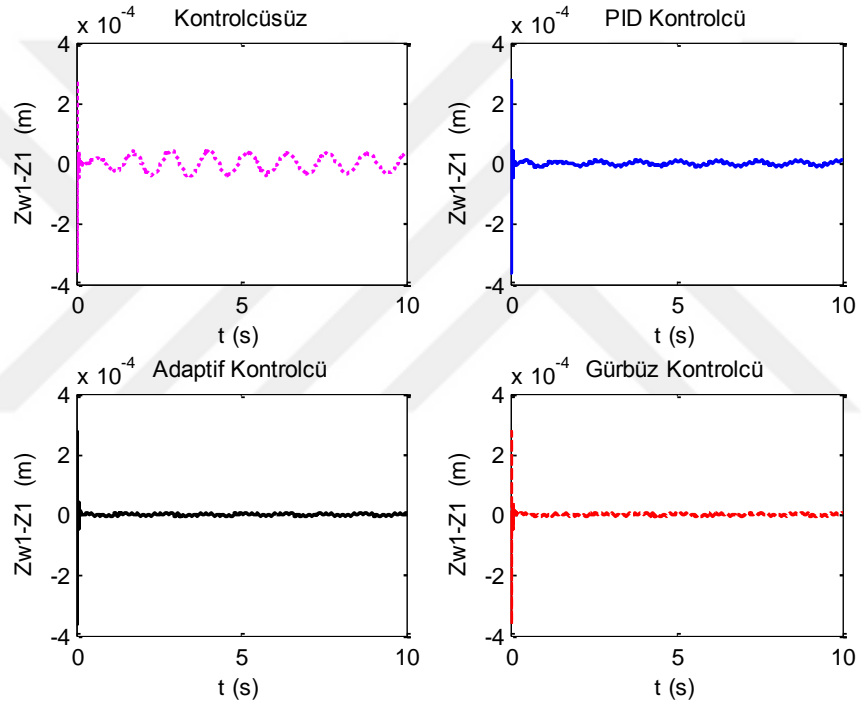 Kontrolcüsüz
x 10-4
Zw1-Z1 (m)
4
2
0
-2
-4
0
5
10
t (s)
PID Kontrolcü
x 10-4
Zw1-Z1 (m)
4
2
0
-2
-4
0
5
10
t (s)
Adaptif Kontrolcü
x 10-4
Zw1-Z1 (m)
4
2
0
-2
-4
0
5
10
t (s)
Gürbüz Kontrolcü
x 10-4
Zw1-Z1 (m)
4
2
0
-2
-4
0
5
10
t (s)